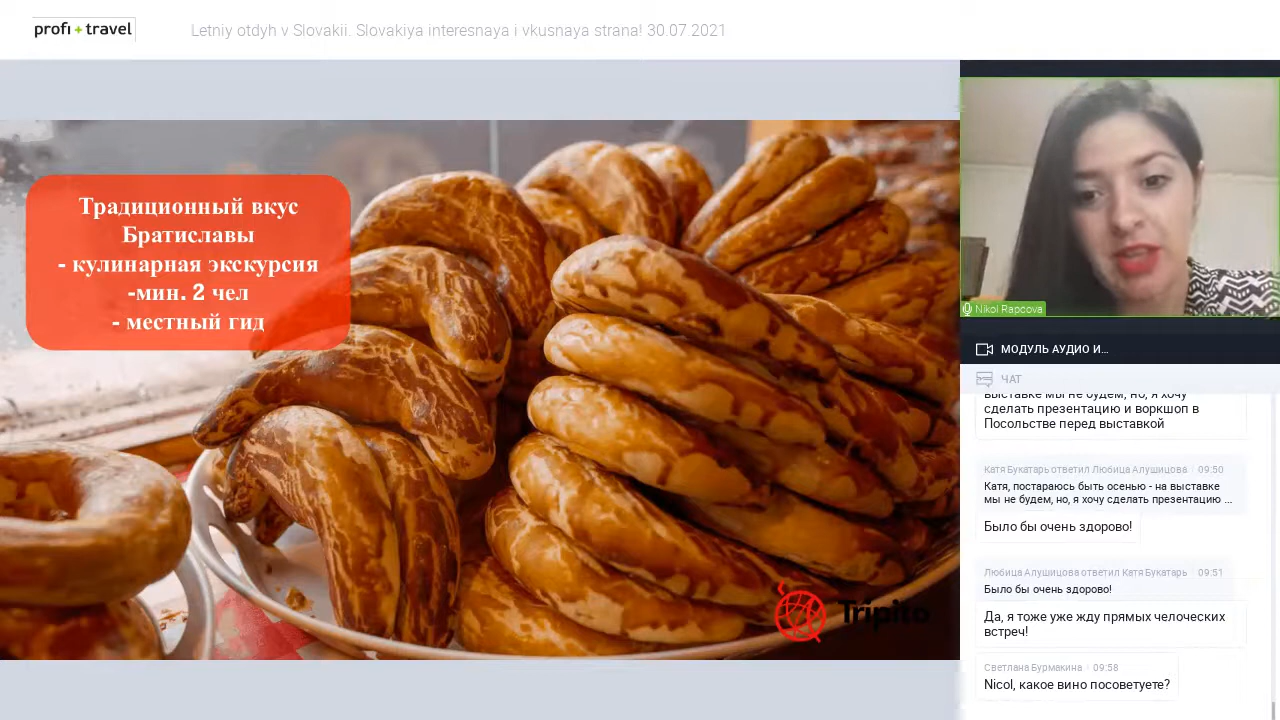 profi+travel
Letniy otdyh v Slovakii. Slovakiya interesnaya i vkusnaya strana! 30.07.2021
Традиционный вкус
Братиславы
- кулинарная экскурсия
-мин. 2 чел
- местный гид
Tripito
Nikol Rapcova
МОДУЛЬ АУДИО И...
ЧАТ
выставке мы не будем, но, я хочу
сделать презентацию и воркшоп в
Посольстве перед выставкой
Катя Букатарь ответил Любица Алушицова 09:50
Катя, постараюсь быть осенью - на выставке
мы не будем, но, я хочу сделать презентацию ...
Было бы очень здорово!
Любица Алушицова ответил Катя Букатарь 09:51
Было бы очень здорово!
Да, я тоже уже жду прямых человеческих
встреч!
Светлана Бурмакина 09:58
Nicol, какое вино посоветуете?